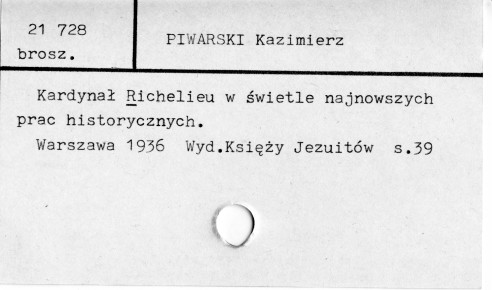 21 728
brosz.
PIWARSKI Kazimierz
Kardynał Richelieu w świetle najnowszych
prac historycznych.
Warszawa 1936 Wyd.Księży Jezuitów s.39